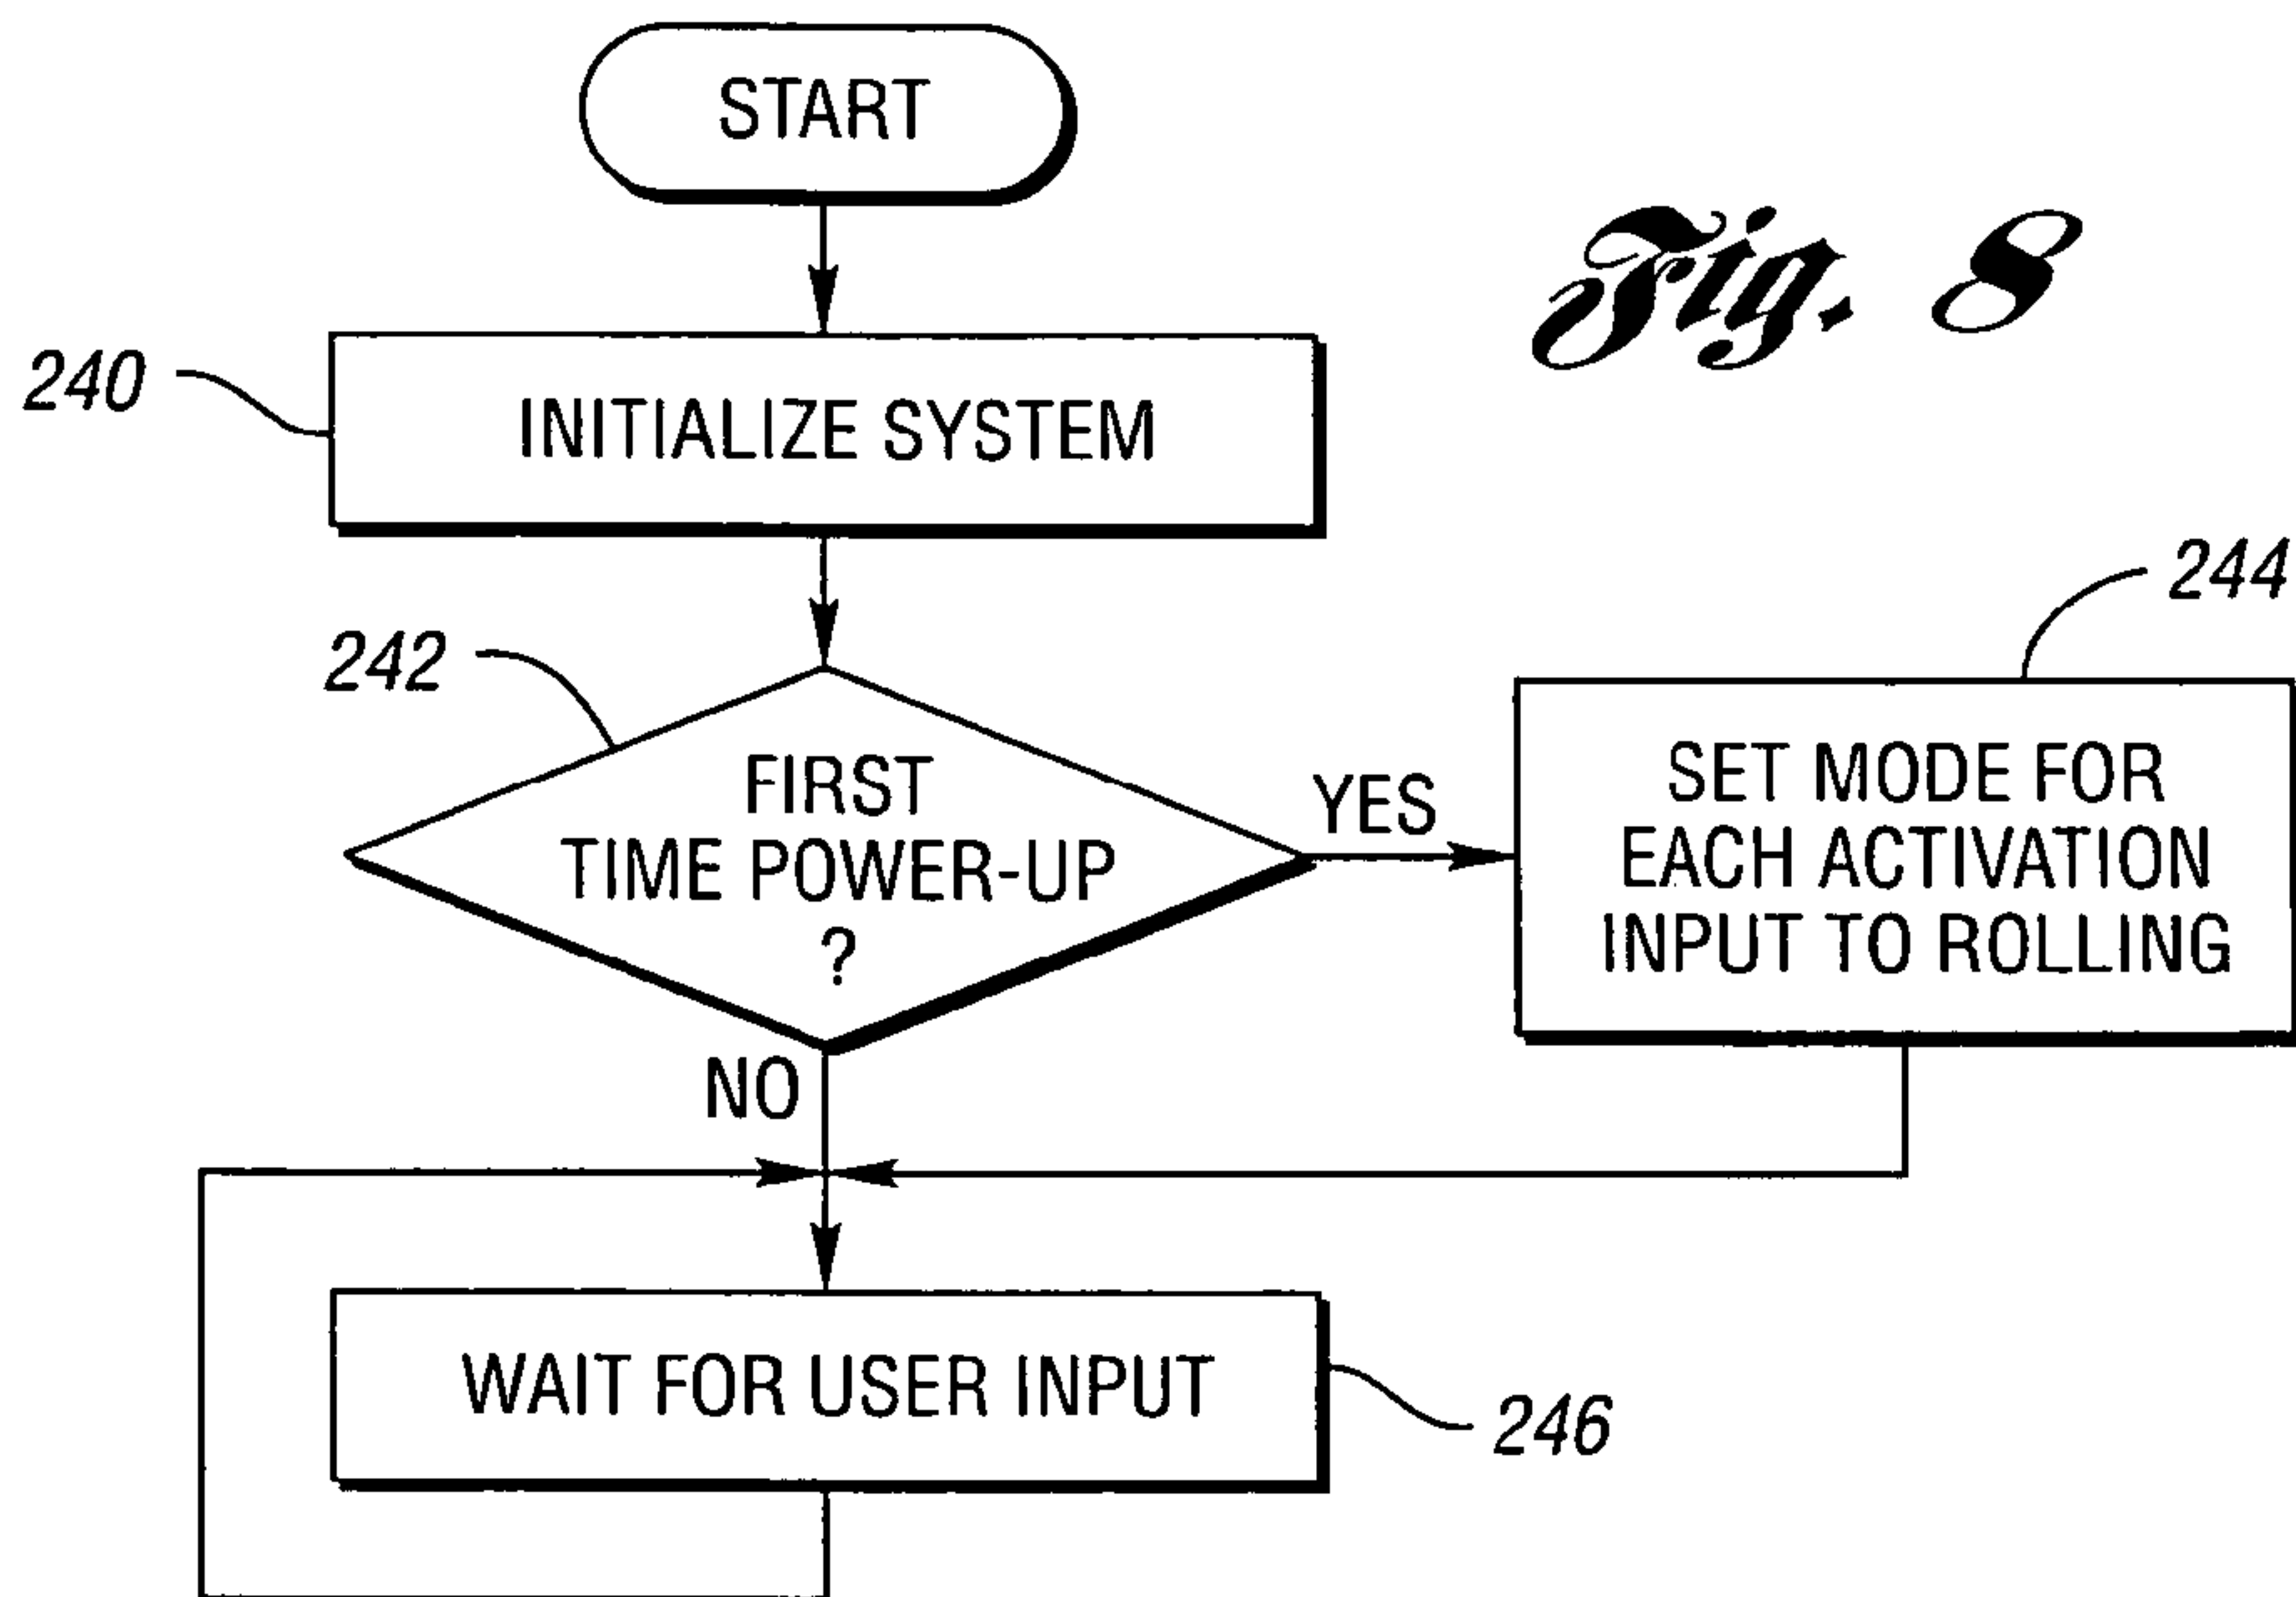 START
Fig. 8
240
INITIALIZE SYSTEM
244
242
FIRST
TIME POWER-UP
?
YES
SET MODE FOR
EACH ACTIVATION
INPUT TO ROLLING
NO
WAIT FOR USER INPUT
246